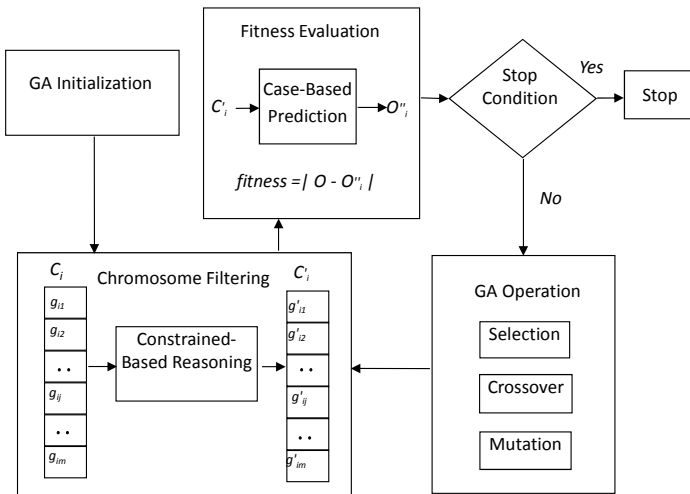 GA Initialization
Fitness Evaluation
C'i
Case-Based
Prediction
O''i
fitness =| O - O''i |
Stop
Condition
Yes
Stop
No
Ci
Chromosome Filtering
C'i
gi1
gi2
..
gij
..
gim
Constrained-
Based Reasoning
g'i1
g'i2
..
g'ij
..
g'im
GA Operation
Selection
Crossover
Mutation